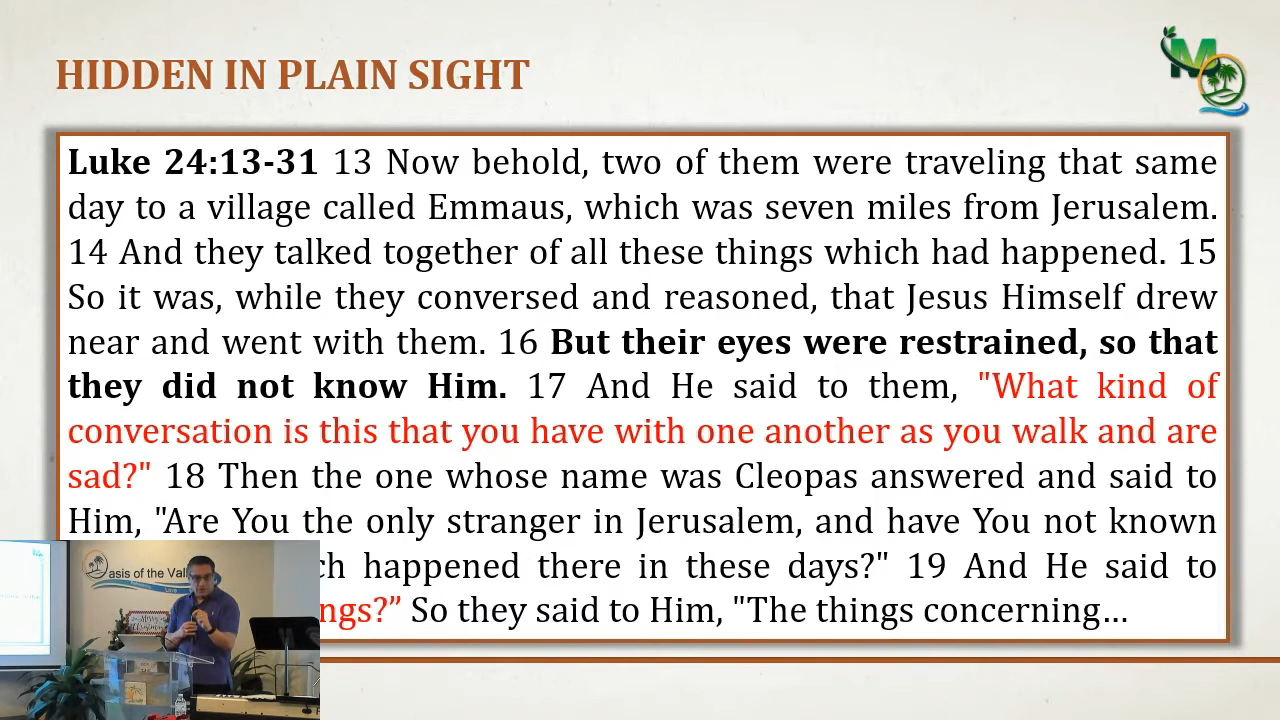 HIDDEN IN PLAIN SIGHT
M
Luke 24:13-31 13 Now behold, two of them were traveling that same
day to a village called Emmaus, which was seven miles from Jerusalem.
14 And they talked together of all these things which had happened. 15
So it was, while they conversed and reasoned, that Jesus Himself drew
near and went with them. 16 But their eyes were restrained, so that
they did not know Him. 17 And He said to them, "What kind of
conversation is this that you have with one another as you walk and are
sad?" 18 Then the one whose name was Cleopas answered and said to
Him, "Are You the only stranger in Jerusalem, and have You not known
ch happened there in these days?" 19 And He said to
ngs?” So they said to Him, "The things concerning...
asis of the Vall
Love
Merry
Christmas